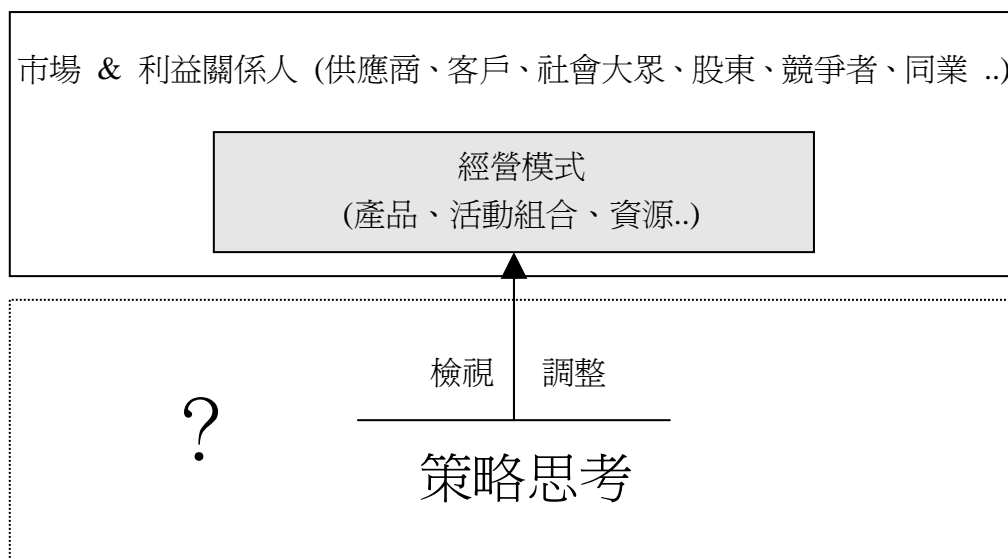 市場 & 利益關係人 (供應商、客戶、社會大眾、股東、競爭者、同業 ..)
經營模式
(產品、活動組合、資源..)
檢視 調整
?
策略思考